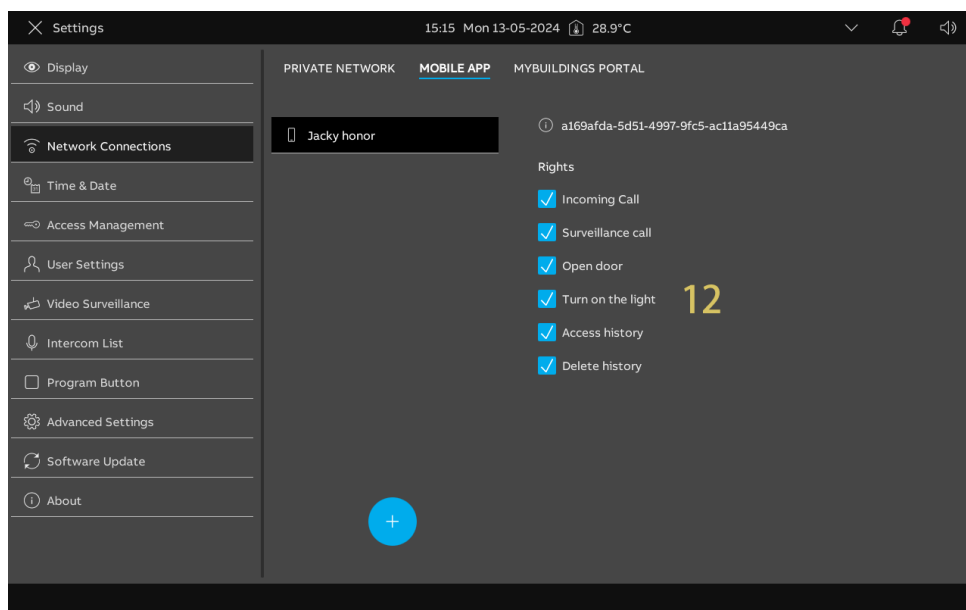 Settings
15:15 Mon 13-05-2024 28.9°C
Display
Sound
Network Connections
Time & Date
Access Management
User Settings
Video Surveillance
Intercom List
Program Button
Advanced Settings
Software Update
About
PRIVATE NETWORK MOBILE APP MYBUILDINGS PORTAL
Jacky honor
a169afda-5d51-4997-9fc5-ac11a95449ca
Rights
Incoming Call
Surveillance call
Open door
Turn on the light
12
Access history
Delete history